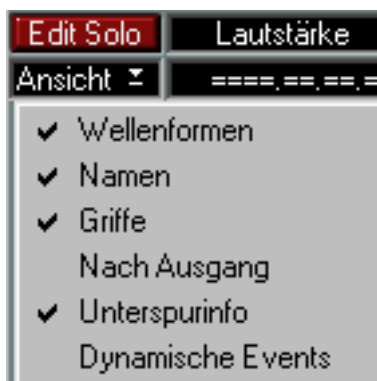 Edit Solo Lautstärke
Ansicht ====.==.==.=
Wellenformen
Namen
Griffe
Nach Ausgang
Unterspurinfo
Dynamische Events